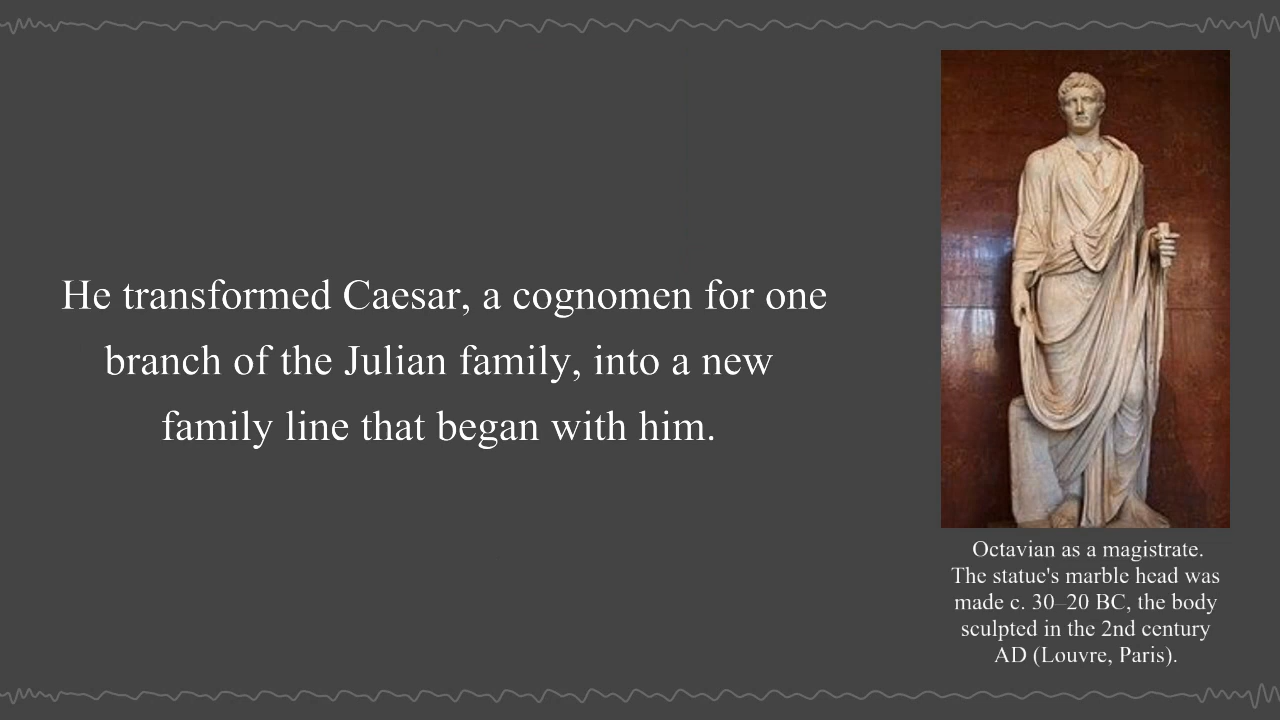 He transformed Caesar, a cognomen for one
branch of the Julian family, into a new
family line that began with him.
Octavian as a magistrate.
The statue's marble head was
made c. 30–20 BC, the body
sculpted in the 2nd century
AD (Louvre, Paris).